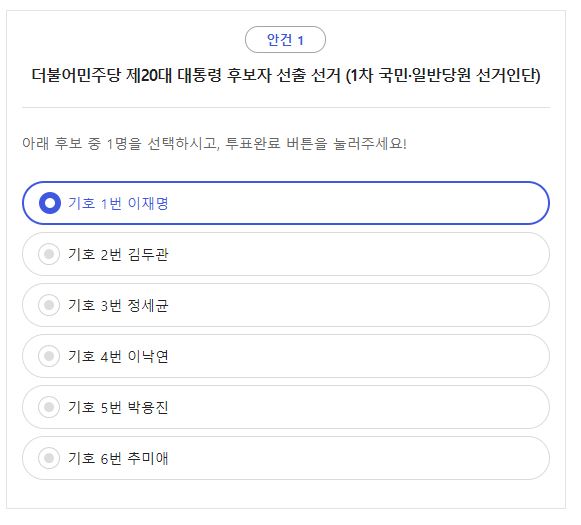 안건 1
더불어민주당 제20대 대통령 후보자 선출 선거 (1차 국민·일반당원 선거인단)
아래 후보 중 1명을 선택하시고, 투표완료 버튼을 눌러주세요!
기호 1번 이재명
기호 2번 김두관
기호 3번 정세균
기호 4번 이낙연
기호 5번 박용진
기호 6번 추미애